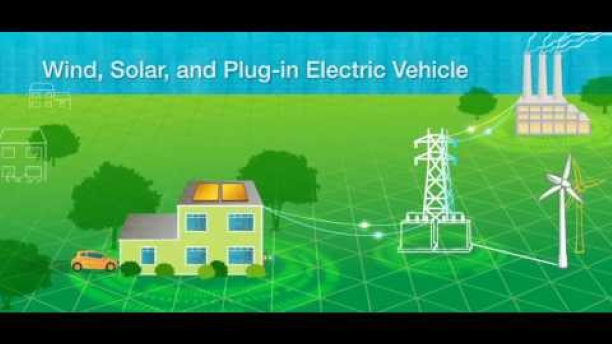 Wind, Solar, and Plug-in Electric Vehicle